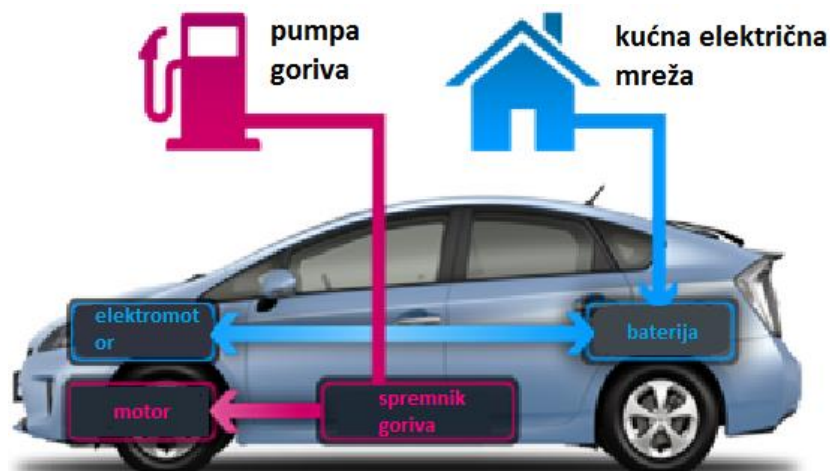 pumpa
goriva
kućna električna
mreža
elektromot
or
baterija
motor
spremnik
goriva